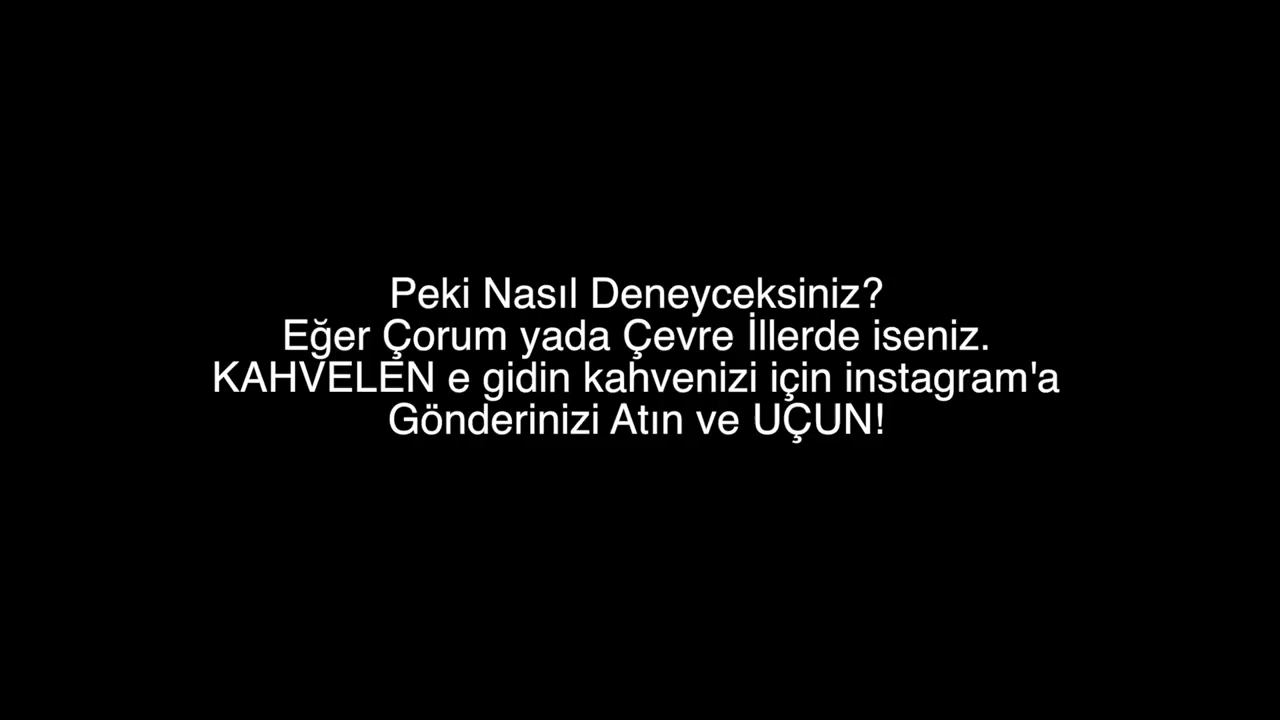 Peki Nasıl Deneyceksiniz?
Eğer Çorum yada Çevre İllerde iseniz.
KAHVELEN e gidin kahvenizi için instagram'a
Gönderinizi Atın ve UÇUN!